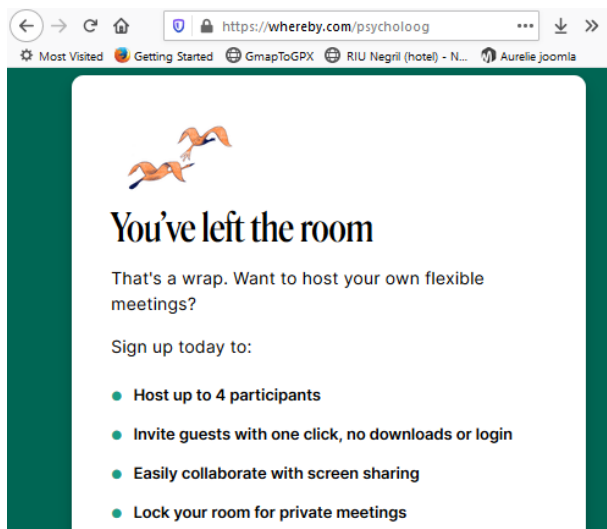 https://whereby.com/psycholoog
Most Visited Getting Started GmapToGPX RIU Negril (hotel) - N... Aurelie joomla
You've left the room
That's a wrap. Want to host your own flexible
meetings?
Sign up today to:
Host up to 4 participants
Invite guests with one click, no downloads or login
Easily collaborate with screen sharing
Lock your room for private meetings